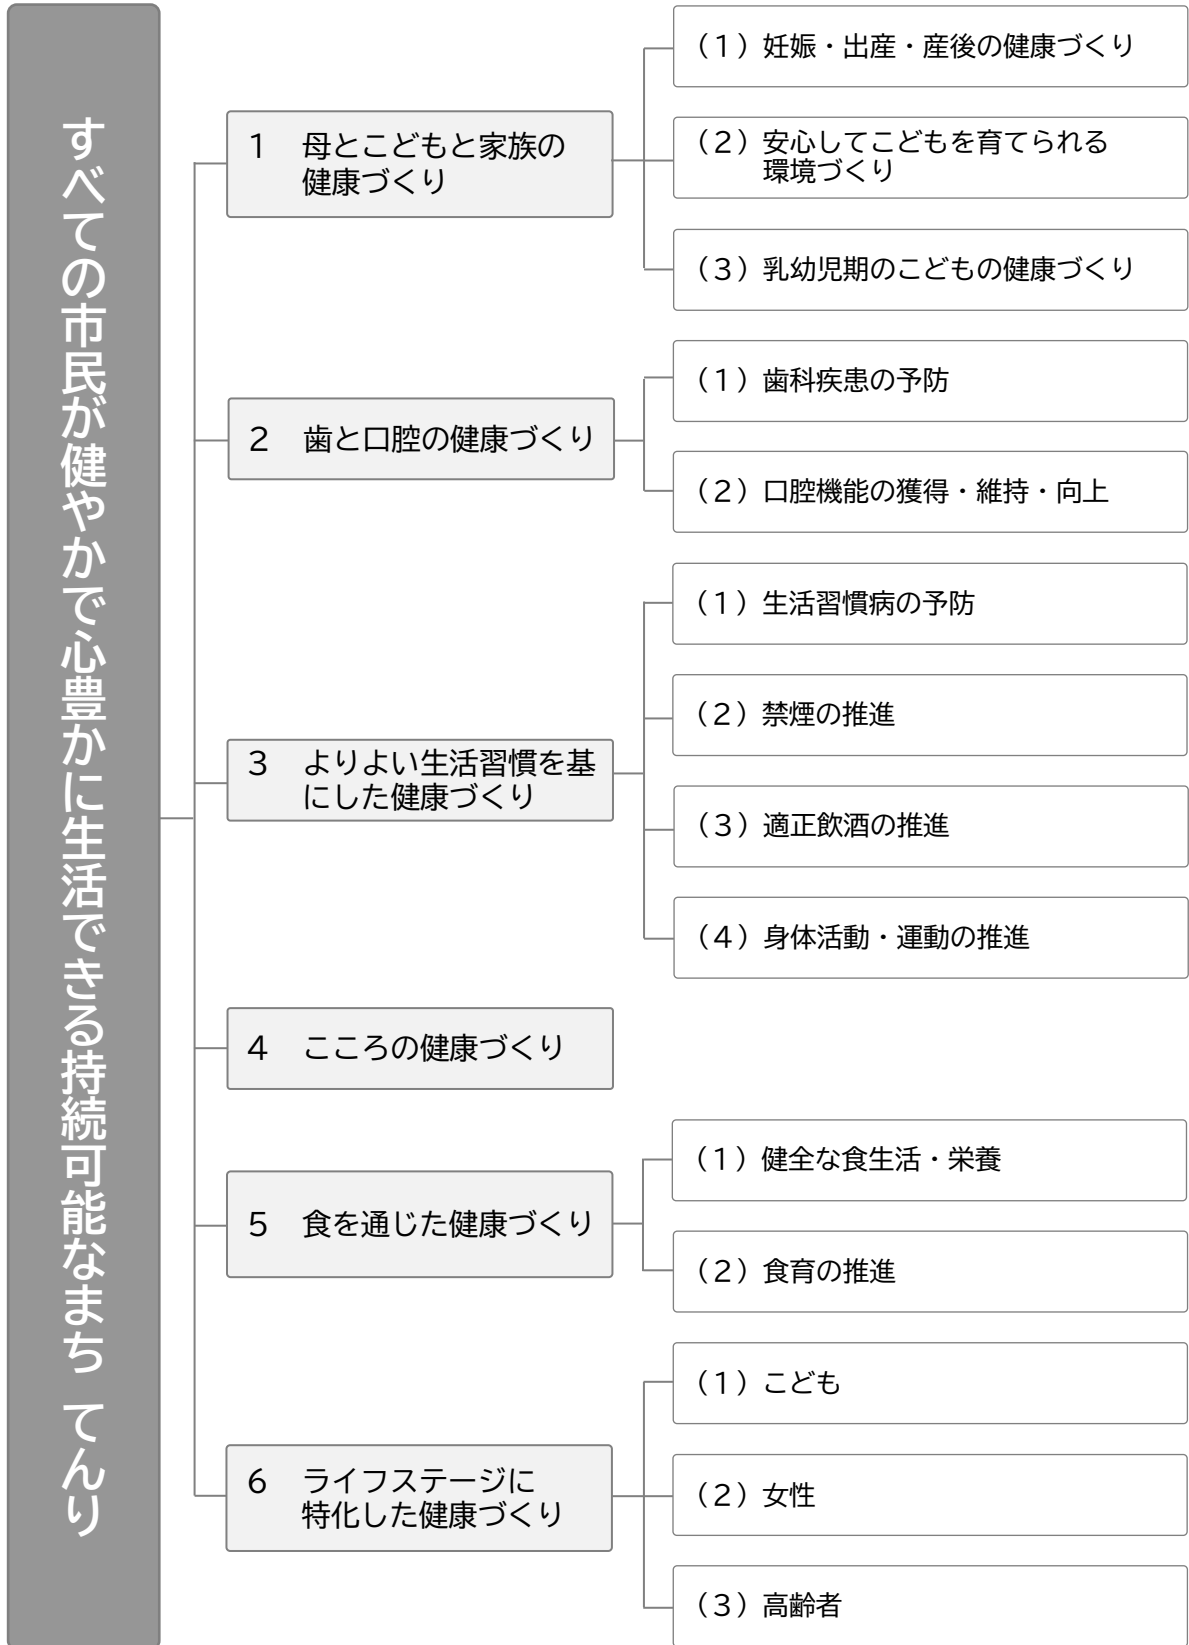 すべての市民が健やかで心豊かに生活できる持続可能なまち てんり
1 母とこどもと家族の
健康づくり
(1)妊娠・出産・産後の健康づくり
(2)安心してこどもを育てられる
環境づくり
(3)乳幼児期のこどもの健康づくり
2 歯と口腔の健康づくり
(1)歯科疾患の予防
(2)口腔機能の獲得・維持・向上
3 よりよい生活習慣を基
にした健康づくり
(1)生活習慣病の予防
(2)禁煙の推進
(3)適正飲酒の推進
(4)身体活動・運動の推進
4 こころの健康づくり
5 食を通じた健康づくり
(1)健全な食生活・栄養
(2)食育の推進
6 ライフステージに
特化した健康づくり
(1)こども
(2)女性
(3)高齢者